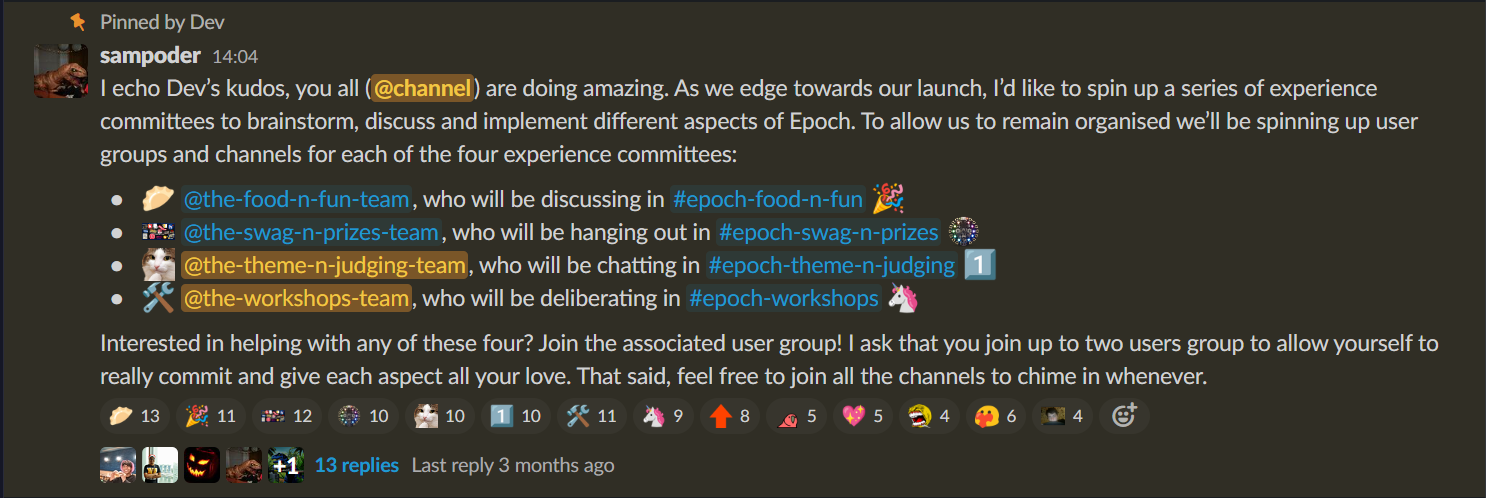 Pinned by Dev
sampoder 14:04
I echo Dev’s kudos, you all (@channel) are doing amazing. As we edge towards our launch, I’d like to spin up a series of experience
committees to brainstorm, discuss and implement different aspects of Epoch. To allow us to remain organised we’ll be spinning up user
groups and channels for each of the four experience committees:
• @the-food-n-fun-team, who will be discussing in #epoch-food-n-fun
• @the-swag-n-prizes-team, who will be hanging out in #epoch-swag-n-prizes
• @the-theme-n-judging-team, who will be chatting in #epoch-theme-n-judging 1
• @the-workshops-team, who will be deliberating in #epoch-workshops
Interested in helping with any of these four? Join the associated user group! I ask that you join up to two users group to allow yourself to
really commit and give each aspect all your love. That said, feel free to join all the channels to chime in whenever.
13 11 12 10 10 1 10 11 9 8 5 5 4 6 4
+1 13 replies Last reply 3 months ago